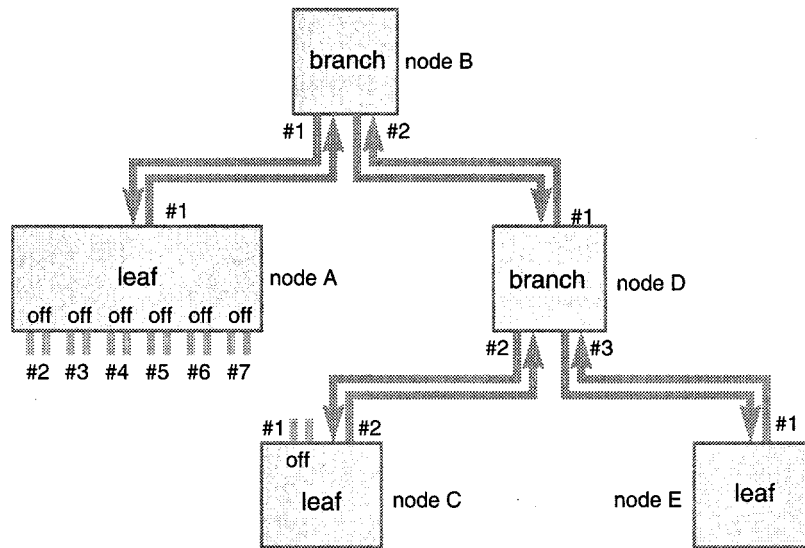 branch node B
#1 #2
#1 #1
leaf node A
branch node D
off off off off off off
#2 #3 #4 #5 #6 #7
#2 #3
#1 #2 #1
off
leaf node C
node E leaf